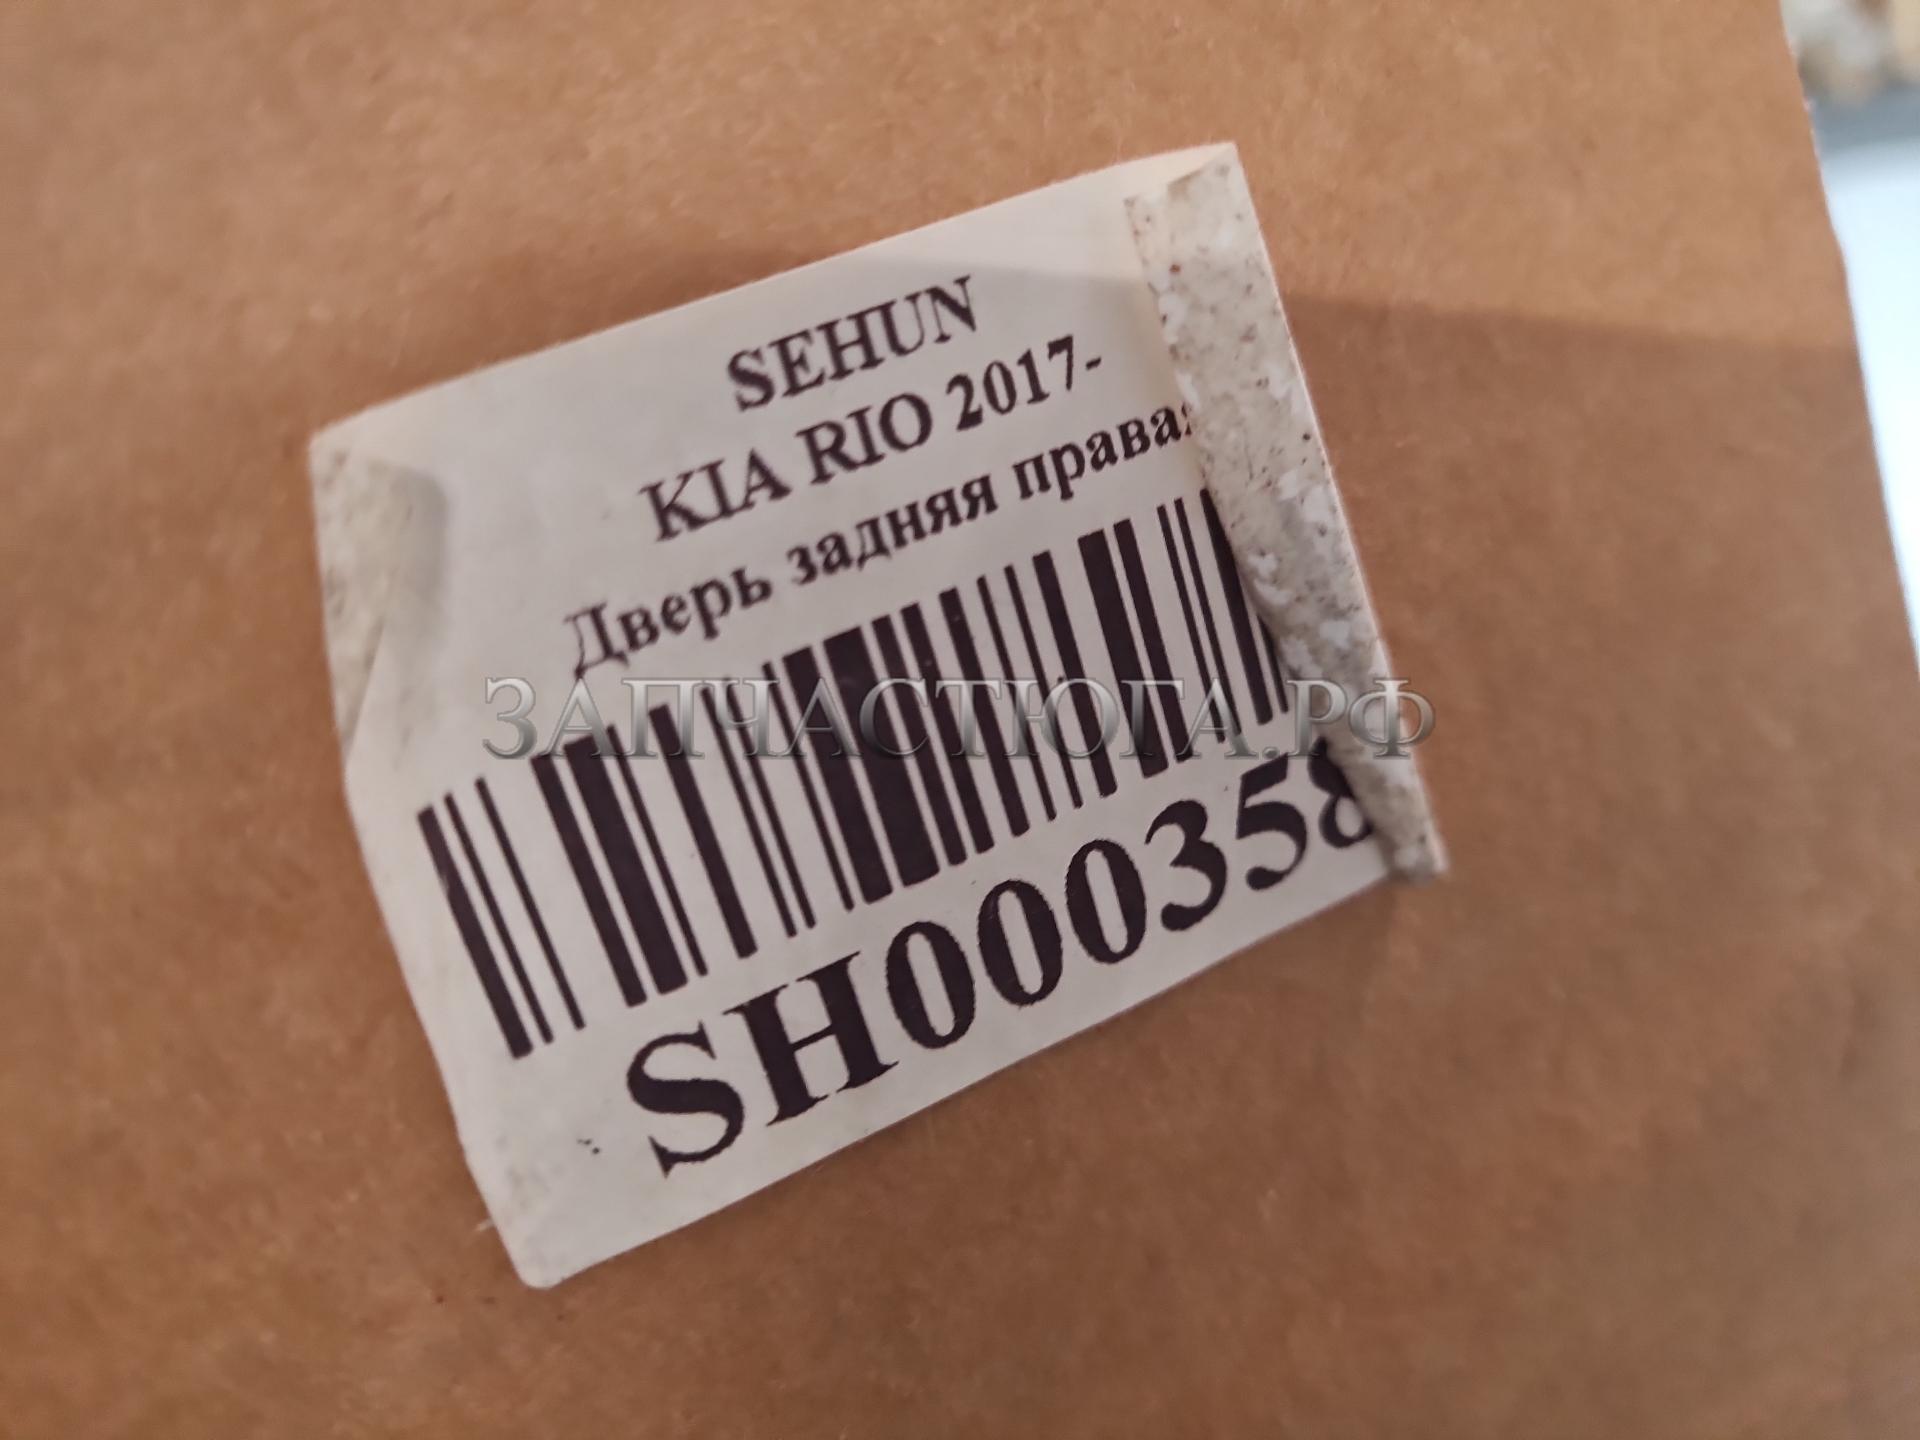 SEHUN
KIA RIO 2017-
Дверь задняя правая
ЗАПЧАСТЮГА.РФ
SH000358